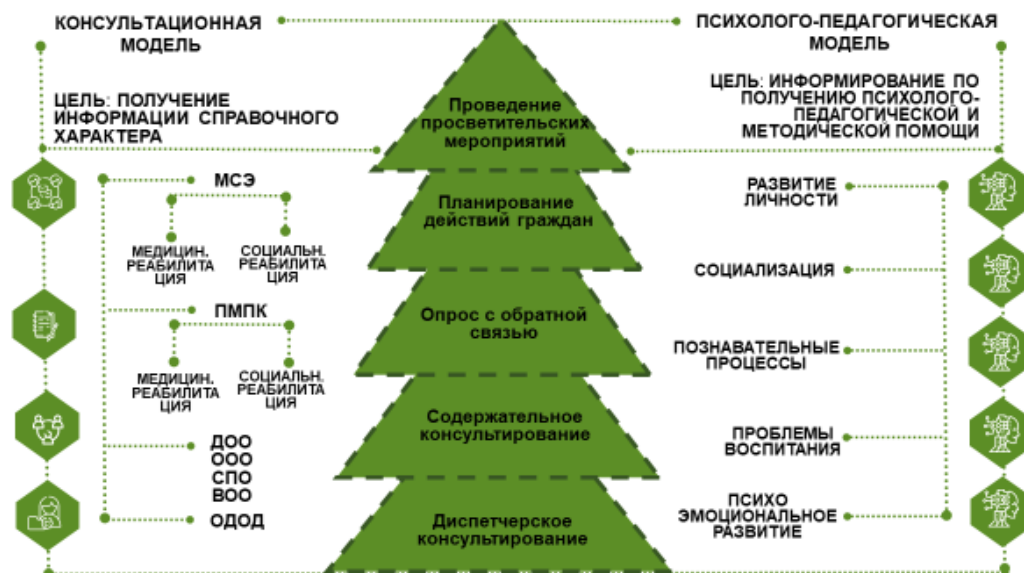 КОНСУЛЬТАЦИОННАЯ
МОДЕЛЬ
ЦЕЛЬ: ПОЛУЧЕНИЕ
ИНФОРМАЦИИ СПРАВОЧНОГО
ХАРАКТЕРА
МСЭ
МЕДИЦИН.
РЕАБИЛИТА
ЦИЯ
СОЦИАЛЬН.
РЕАБИЛИТА
ЦИЯ
ПМПК
МЕДИЦИН.
РЕАБИЛИТА
ЦИЯ
СОЦИАЛЬН.
РЕАБИЛИТА
ЦИЯ
ДОО
ООО
СПО
ВОО
ОДОД
Проведение
просветительских
мероприятий
Планирование
действий граждан
Опрос с обратной
связью
Содержательное
консультирование
Диспетчерское
консультирование
ПСИХОЛОГО-ПЕДАГОГИЧЕСКАЯ
МОДЕЛЬ
ЦЕЛЬ: ИНФОРМИРОВАНИЕ ПО
ПОЛУЧЕНИЮ ПСИХОЛОГО-
ПЕДАГОГИЧЕСКОЙ И
МЕТОДИЧЕСКОЙ ПОМОЩИ
РАЗВИТИЕ
ЛИЧНОСТИ
СОЦИАЛИЗАЦИЯ
ПОЗНАВАТЕЛЬНЫЕ
ПРОЦЕССЫ
ПРОБЛЕМЫ
ВОСПИТАНИЯ
ПСИХО
ЭМОЦИОНАЛЬНОЕ
РАЗВИТИЕ